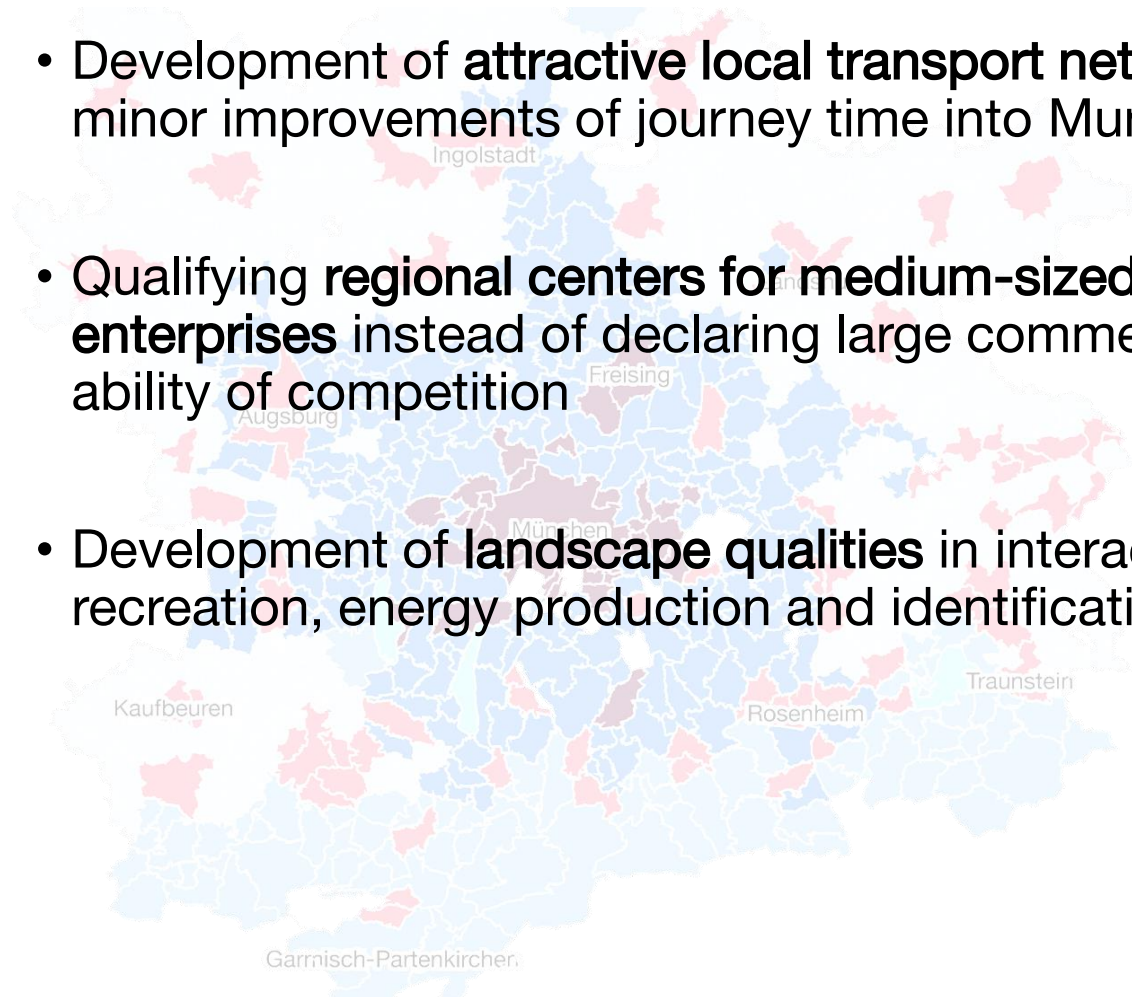 • Development of attractive local transport net
minor improvements of journey time into Mu
Ingolstadt
• Qualifying regional centers for medium-sized
enterprises instead of declaring large comme
ability of competition
Freising
Augsburg
München
• Development of landscape qualities in intera
recreation, energy production and identificati
Traunstein
Kaufbeuren
Rosenheim
Garmisch-Partenkirchen